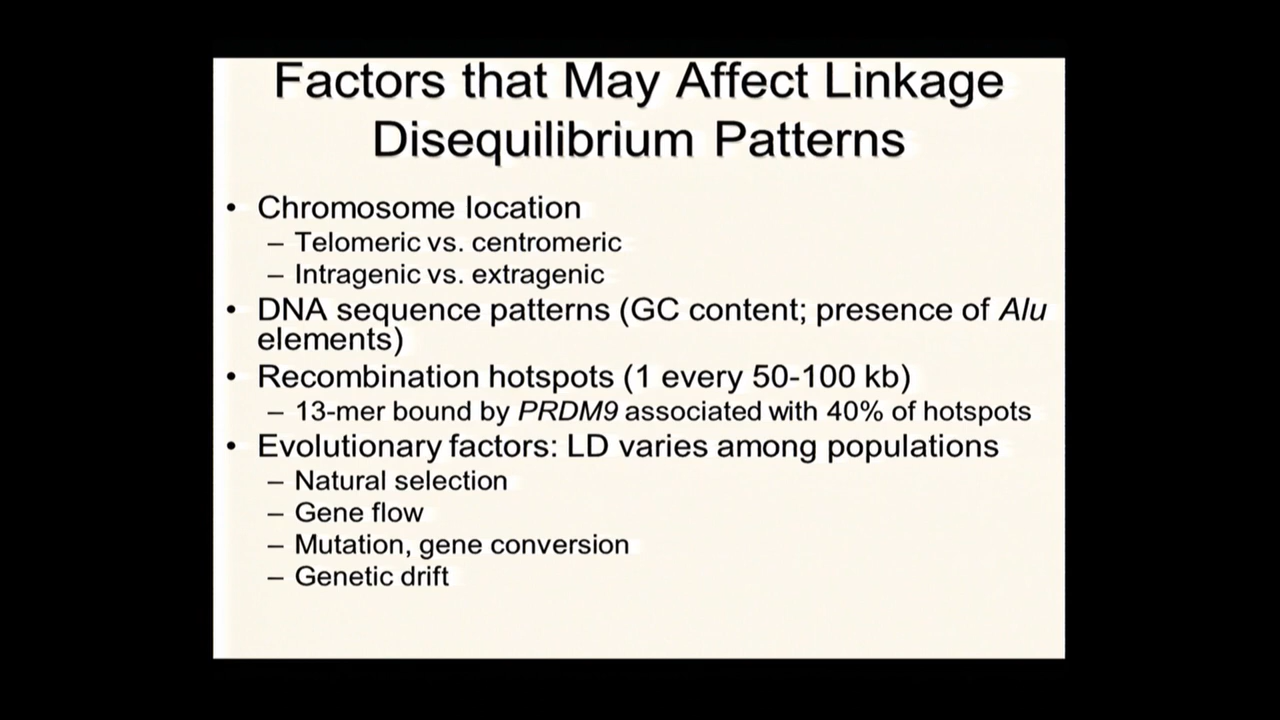 Factors that May Affect Linkage
Disequilibrium Patterns
• Chromosome location
– Telomeric vs. centromeric
– Intragenic vs. extragenic
• DNA sequence patterns (GC content; presence of Alu
elements)
• Recombination hotspots (1 every 50-100 kb)
– 13-mer bound by PRDM9 associated with 40% of hotspots
• Evolutionary factors: LD varies among populations
– Natural selection
– Gene flow
– Mutation, gene conversion
– Genetic drift